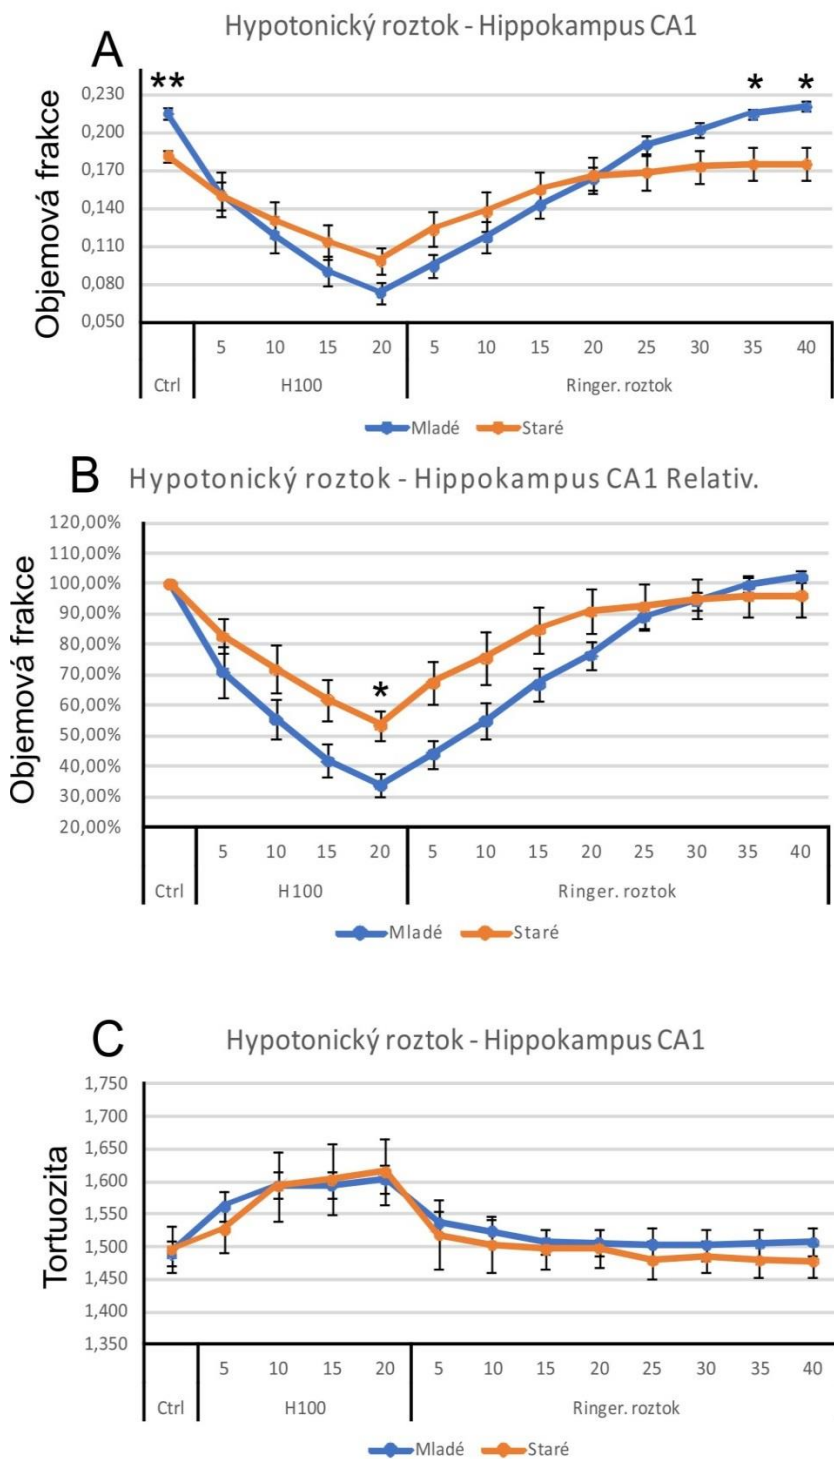 A
Hypotonický roztok - Hippokampus CA1
** * *
Objemová frakce
0,230
0,200
0,170
0,140
0,110
0,080
0,050
5 10 15 20 5 10 15 20 25 30 35 40
Ctrl H100 Ringer. roztok
Mladé Staré
B
Hypotonický roztok - Hippokampus CA1 Relativ.
Objemová frakce
120,00%
110,00%
100,00%
90,00%
80,00%
70,00%
*
60,00%
50,00%
40,00%
30,00%
20,00%
5 10 15 20 5 10 15 20 25 30 35 40
Ctrl H100 Ringer. roztok
Mladé Staré
C
Hypotonický roztok - Hippokampus CA1
Tortuozita
1,750
1,700
1,650
1,600
1,550
1,500
1,450
1,400
1,350
5 10 15 20 5 10 15 20 25 30 35 40
Ctrl H100 Ringer. roztok
Mladé Staré